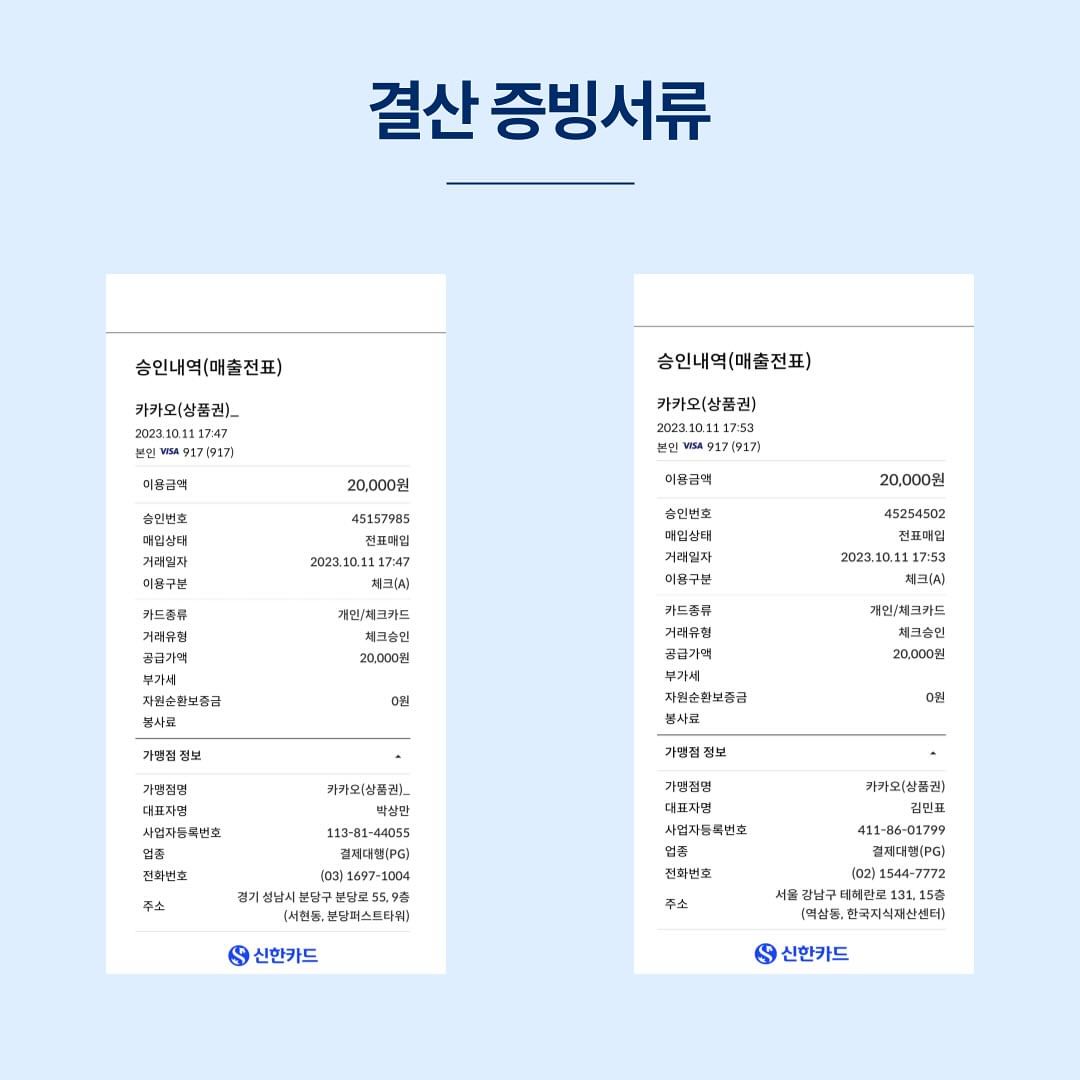 결산 증빙서류
승인내역(매출전표)
카카오(상품권)_
2023.10.11 17:47
본인 VISA 917 (917)
이용금액 20,000원
승인번호 45157985
매입상태 전표매입
거래일자 2023.10.11 17:47
이용구분 체크(A)
카드종류 개인/체크카드
거래유형 체크승인
공급가액 20,000원
부가세
자원순환보증금 0원
봉사료
가맹점 정보
가맹점명 카카오(상품권)_
대표자명 박상만
사업자등록번호 113-81-44055
업종 결제대행(PG)
전화번호 (03) 1697-1004
주소 경기 성남시 분당구 분당로 55, 9층
(서현동, 분당퍼스트타워)
신한카드
승인내역(매출전표)
카카오(상품권)
2023.10.11 17:53
본인 VISA 917 (917)
이용금액 20,000원
승인번호 45254502
매입상태 전표매입
거래일자 2023.10.11 17:53
이용구분 체크(A)
카드종류 개인/체크카드
거래유형 체크승인
공급가액 20,000원
부가세
자원순환보증금 0원
봉사료
가맹점 정보
가맹점명 카카오(상품권)
대표자명 김민표
사업자등록번호 411-86-01799
업종 결제대행(PG)
전화번호 (02) 1544-7772
주소 서울 강남구 테헤란로 131, 15층
(역삼동, 한국지식재산센터)
신한카드